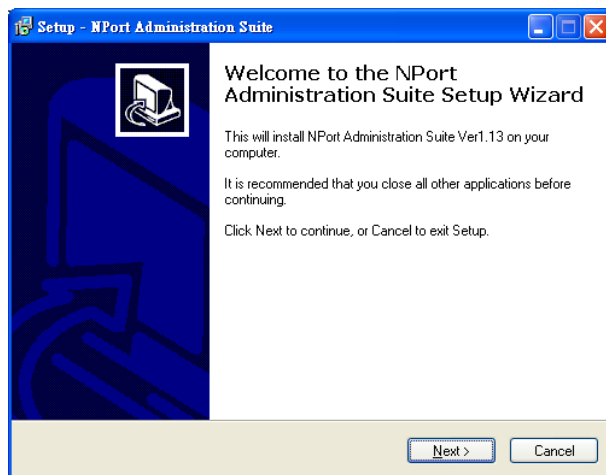 Setup - NPort Administration Suite
Welcome to the NPort
Administration Suite Setup Wizard
This will install NPort Administration Suite Ver1.13 on your
computer.
It is recommended that you close all other applications before
continuing.
Click Next to continue, or Cancel to exit Setup.
Next >
Cancel